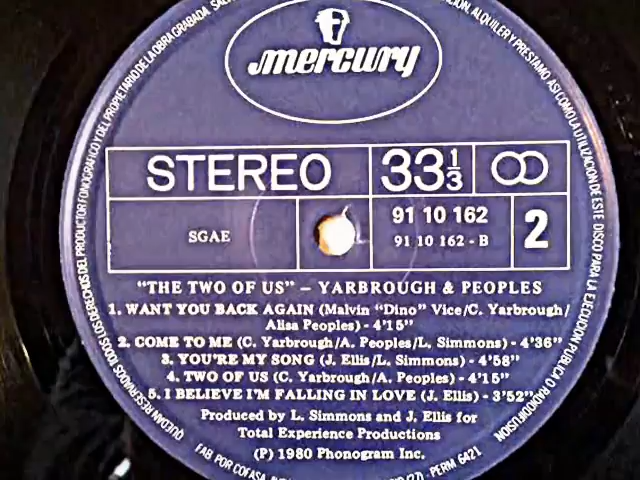 mercury
STEREO
33 1/3
SGAE
91 10 162
91 10 162 - B
2
"THE TWO OF US" – YARBROUGH & PEOPLES
1. WANT YOU BACK AGAIN (Malvin "Dino" Vice/C. Yarbrough/
Alisa Peoples) - 4'15"
2. COME TO ME (C. Yarbrough/A. Peoples/L. Simmons) - 4'36"
3. YOU'RE MY SONG (J. Ellis/L. Simmons) - 4'58"
4. TWO OF US (C. Yarbrough/A. Peoples) - 4'15"
5. I BELIEVE I'M FALLING IN LOVE (J. Ellis) - 3'52"
Produced by L. Simmons and J. Ellis for
Total Experience Productions
(P) 1980 Phonogram Inc.
QUEDAN RESERVADOS TODOS LOS DERECHOS DEL PRODUCTOR FONOGRAFICO Y DEL PROPIETARIO DE LA OBRA GRABADA.
ALQUILER Y PRESTAMO ASI COMO LA UTILIZACION DE ESTE DISCO PARA LA EJECUCION PUBLICA O RADIODIFUSION
FAB. POR COFASA.
- PERM 6421